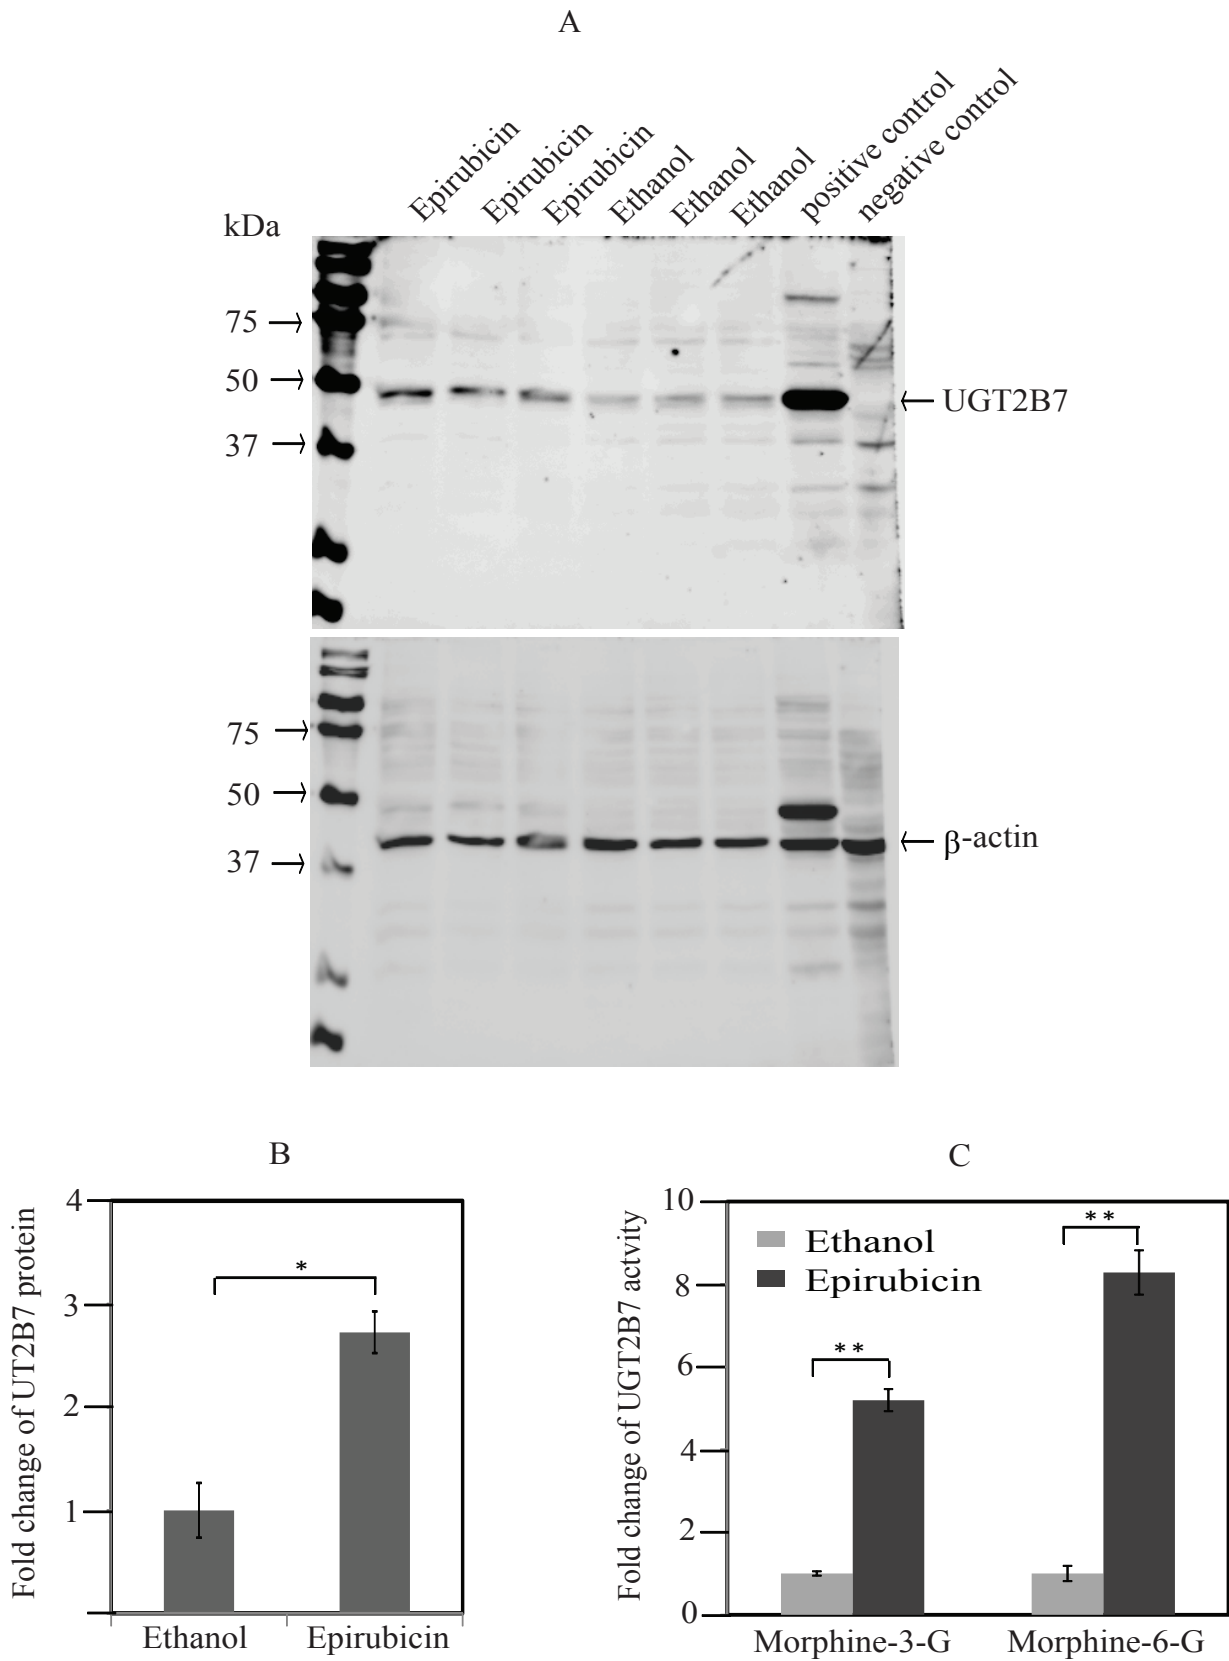 A
Epirubicin
Epirubicin
Epirubicin
Ethanol
Ethanol
Ethanol
positive control
negative control
kDa
75
50
37
UGT2B7
75
50
37
β-actin
B
Fold change of UT2B7 protein
4
3
2
1
*
Ethanol
Epirubicin
C
Fold change of UGT2B7 actvity
10
8
6
4
2
0
Ethanol
Epirubicin
**
**
Morphine-3-G
Morphine-6-G